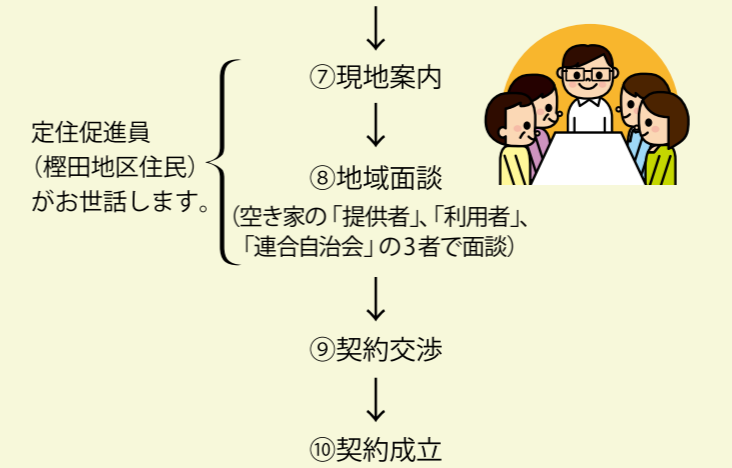 ↓
⑦現地案内
↓
定住促進員
（樫田地区住民）
がお世話します。
⑧地域面談
（空き家の「提供者」、「利用者」、
「連合自治会」の3者で面談）
↓
⑨契約交渉
↓
⑩契約成立